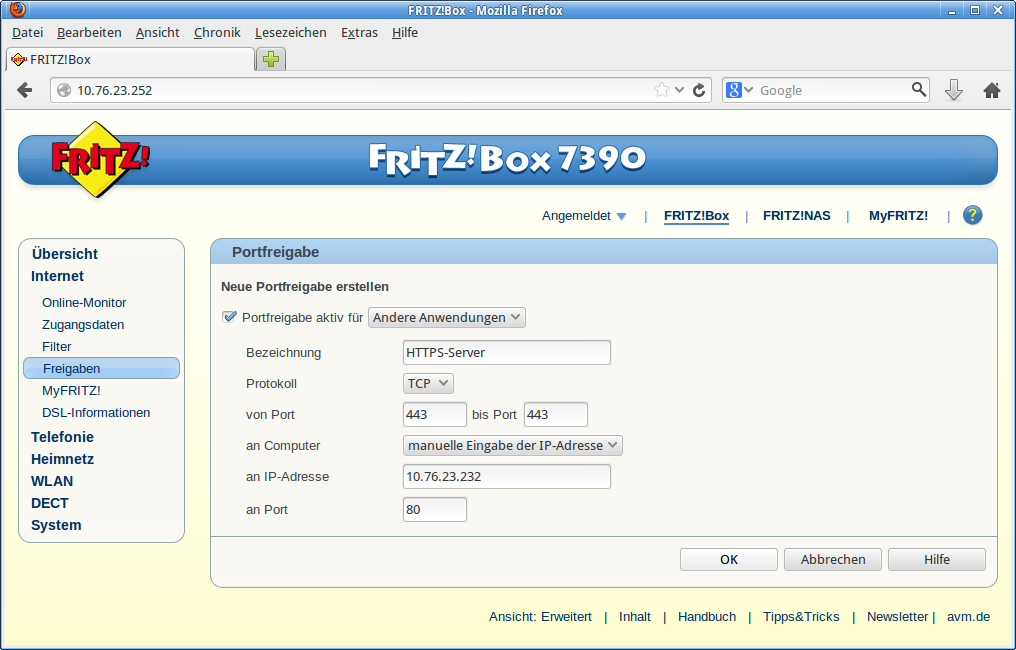 FRITZ!Box - Mozilla Firefox
Datei Bearbeiten Ansicht Chronik Lesezeichen Extras Hilfe
FRITZ!Box
10.76.23.252
Google
FRITZ!
FRITZ!Box 7390
Angemeldet | FRITZ!Box | FRITZ!NAS | MyFRITZ! | ?
Übersicht
Internet
Online-Monitor
Zugangsdaten
Filter
Freigaben
MyFRITZ!
DSL-Informationen
Telefonie
Heimnetz
WLAN
DECT
System
Portfreigabe
Neue Portfreigabe erstellen
Portfreigabe aktiv für Andere Anwendungen
Bezeichnung HTTPS-Server
Protokoll TCP
von Port 443 bis Port 443
an Computer manuelle Eingabe der IP-Adresse
an IP-Adresse 10.76.23.232
an Port 80
OK Abbrechen Hilfe
Ansicht: Erweitert | Inhalt | Handbuch | Tipps&Tricks | Newsletter | avm.de